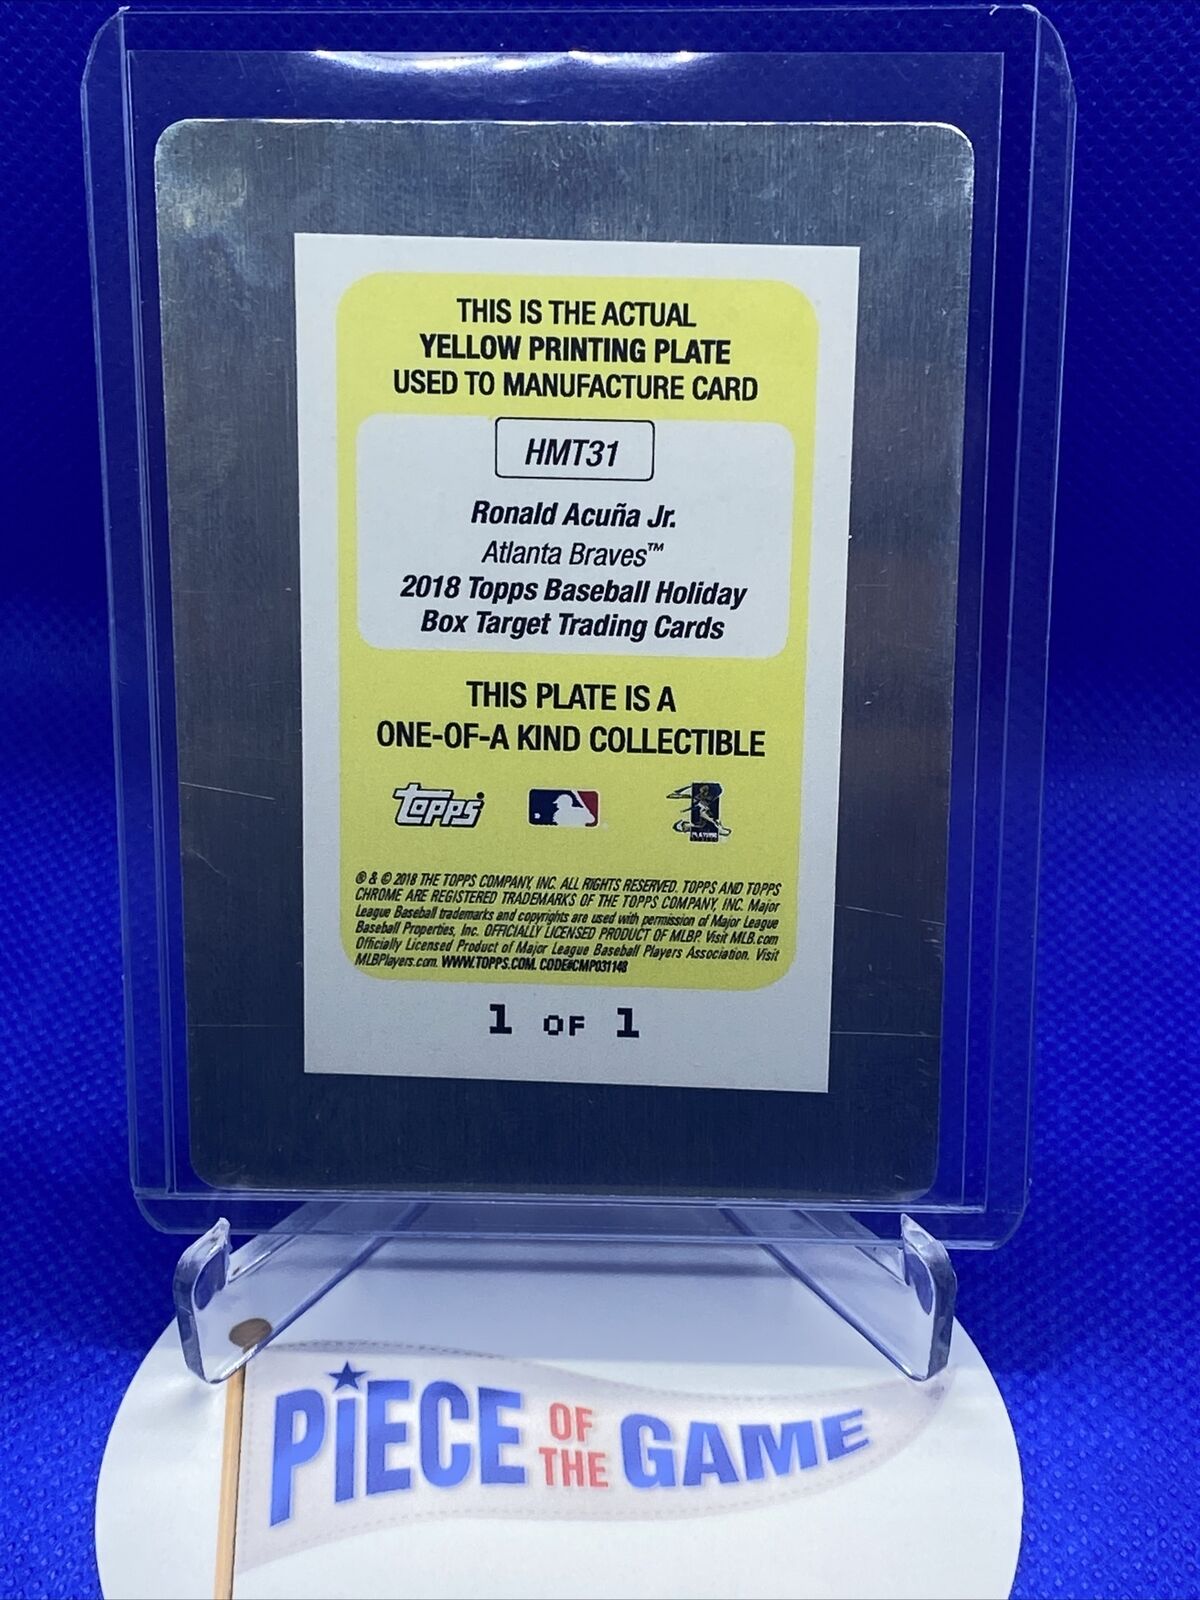 THIS IS THE ACTUAL
YELLOW PRINTING PLATE
USED TO MANUFACTURE CARD
HMT31
Ronald Acuña Jr.
Atlanta Braves™
2018 Topps Baseball Holiday
Box Target Trading Cards
THIS PLATE IS A
ONE-OF-A KIND COLLECTIBLE
topps
® & © 2018 THE TOPPS COMPANY, INC. ALL RIGHTS RESERVED. TOPPS AND TOPPS
CHROME ARE REGISTERED TRADEMARKS OF THE TOPPS COMPANY, INC. Major
League Baseball trademarks and copyrights are used with permission of Major League
Baseball Properties, Inc. OFFICIALLY LICENSED PRODUCT OF MLBP. Visit MLB.com
Officially Licensed Product of Major League Baseball Players Association. Visit
MLBPlayers.com. WWW.TOPPS.COM. CODE#CMP031148
1 OF 1
PiECE OF THE GAME